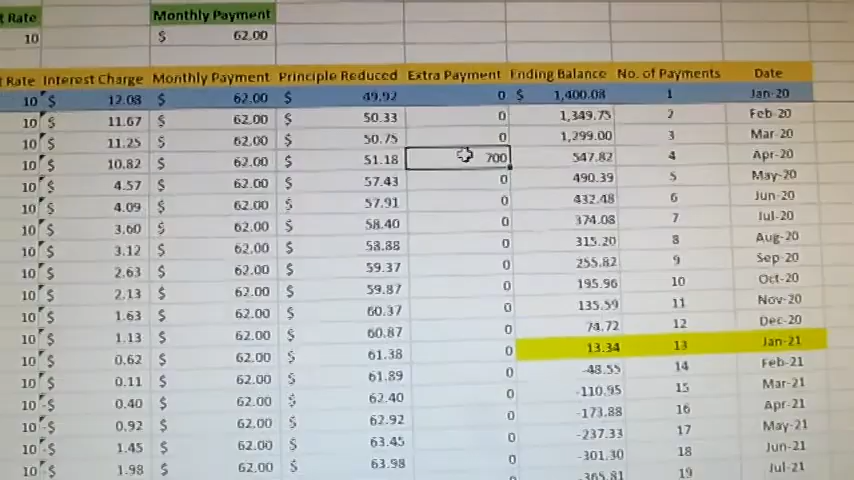 t Rate Monthly Payment
10 $ 62.00
t Rate Interest Charge Monthly Payment Principle Reduced Extra Payment Ending Balance No. of Payments Date
10 $ 12.08 $ 62.00 $ 49.92 0 $ 1,400.08 1 Jan-20
10 $ 11.67 $ 62.00 $ 50.33 0 1,349.75 2 Feb-20
10 $ 11.25 $ 62.00 $ 50.75 0 1,299.00 3 Mar-20
10 $ 10.82 $ 62.00 $ 51.18 700 547.82 4 Apr-20
10 $ 4.57 $ 62.00 $ 57.43 0 490.39 5 May-20
10 $ 4.09 $ 62.00 $ 57.91 0 432.48 6 Jun-20
10 $ 3.60 $ 62.00 $ 58.40 0 374.08 7 Jul-20
10 $ 3.12 $ 62.00 $ 58.88 0 315.20 8 Aug-20
10 $ 2.63 $ 62.00 $ 59.37 0 255.82 9 Sep-20
10 $ 2.13 $ 62.00 $ 59.87 0 195.96 10 Oct-20
10 $ 1.63 $ 62.00 $ 60.37 0 135.59 11 Nov-20
10 $ 1.13 $ 62.00 $ 60.87 0 74.72 12 Dec-20
10 $ 0.62 $ 62.00 $ 61.38 0 13.34 13 Jan-21
10 $ 0.11 $ 62.00 $ 61.89 0 -48.55 14 Feb-21
10 -$ 0.40 $ 62.00 $ 62.40 0 -110.95 15 Mar-21
10 -$ 0.92 $ 62.00 $ 62.92 0 -173.88 16 Apr-21
10 -$ 1.45 $ 62.00 $ 63.45 0 -237.33 17 May-21
10 -$ 1.98 $ 62.00 $ 63.98 0 -301.30 18 Jun-21
0 -365.81 19 Jul-21